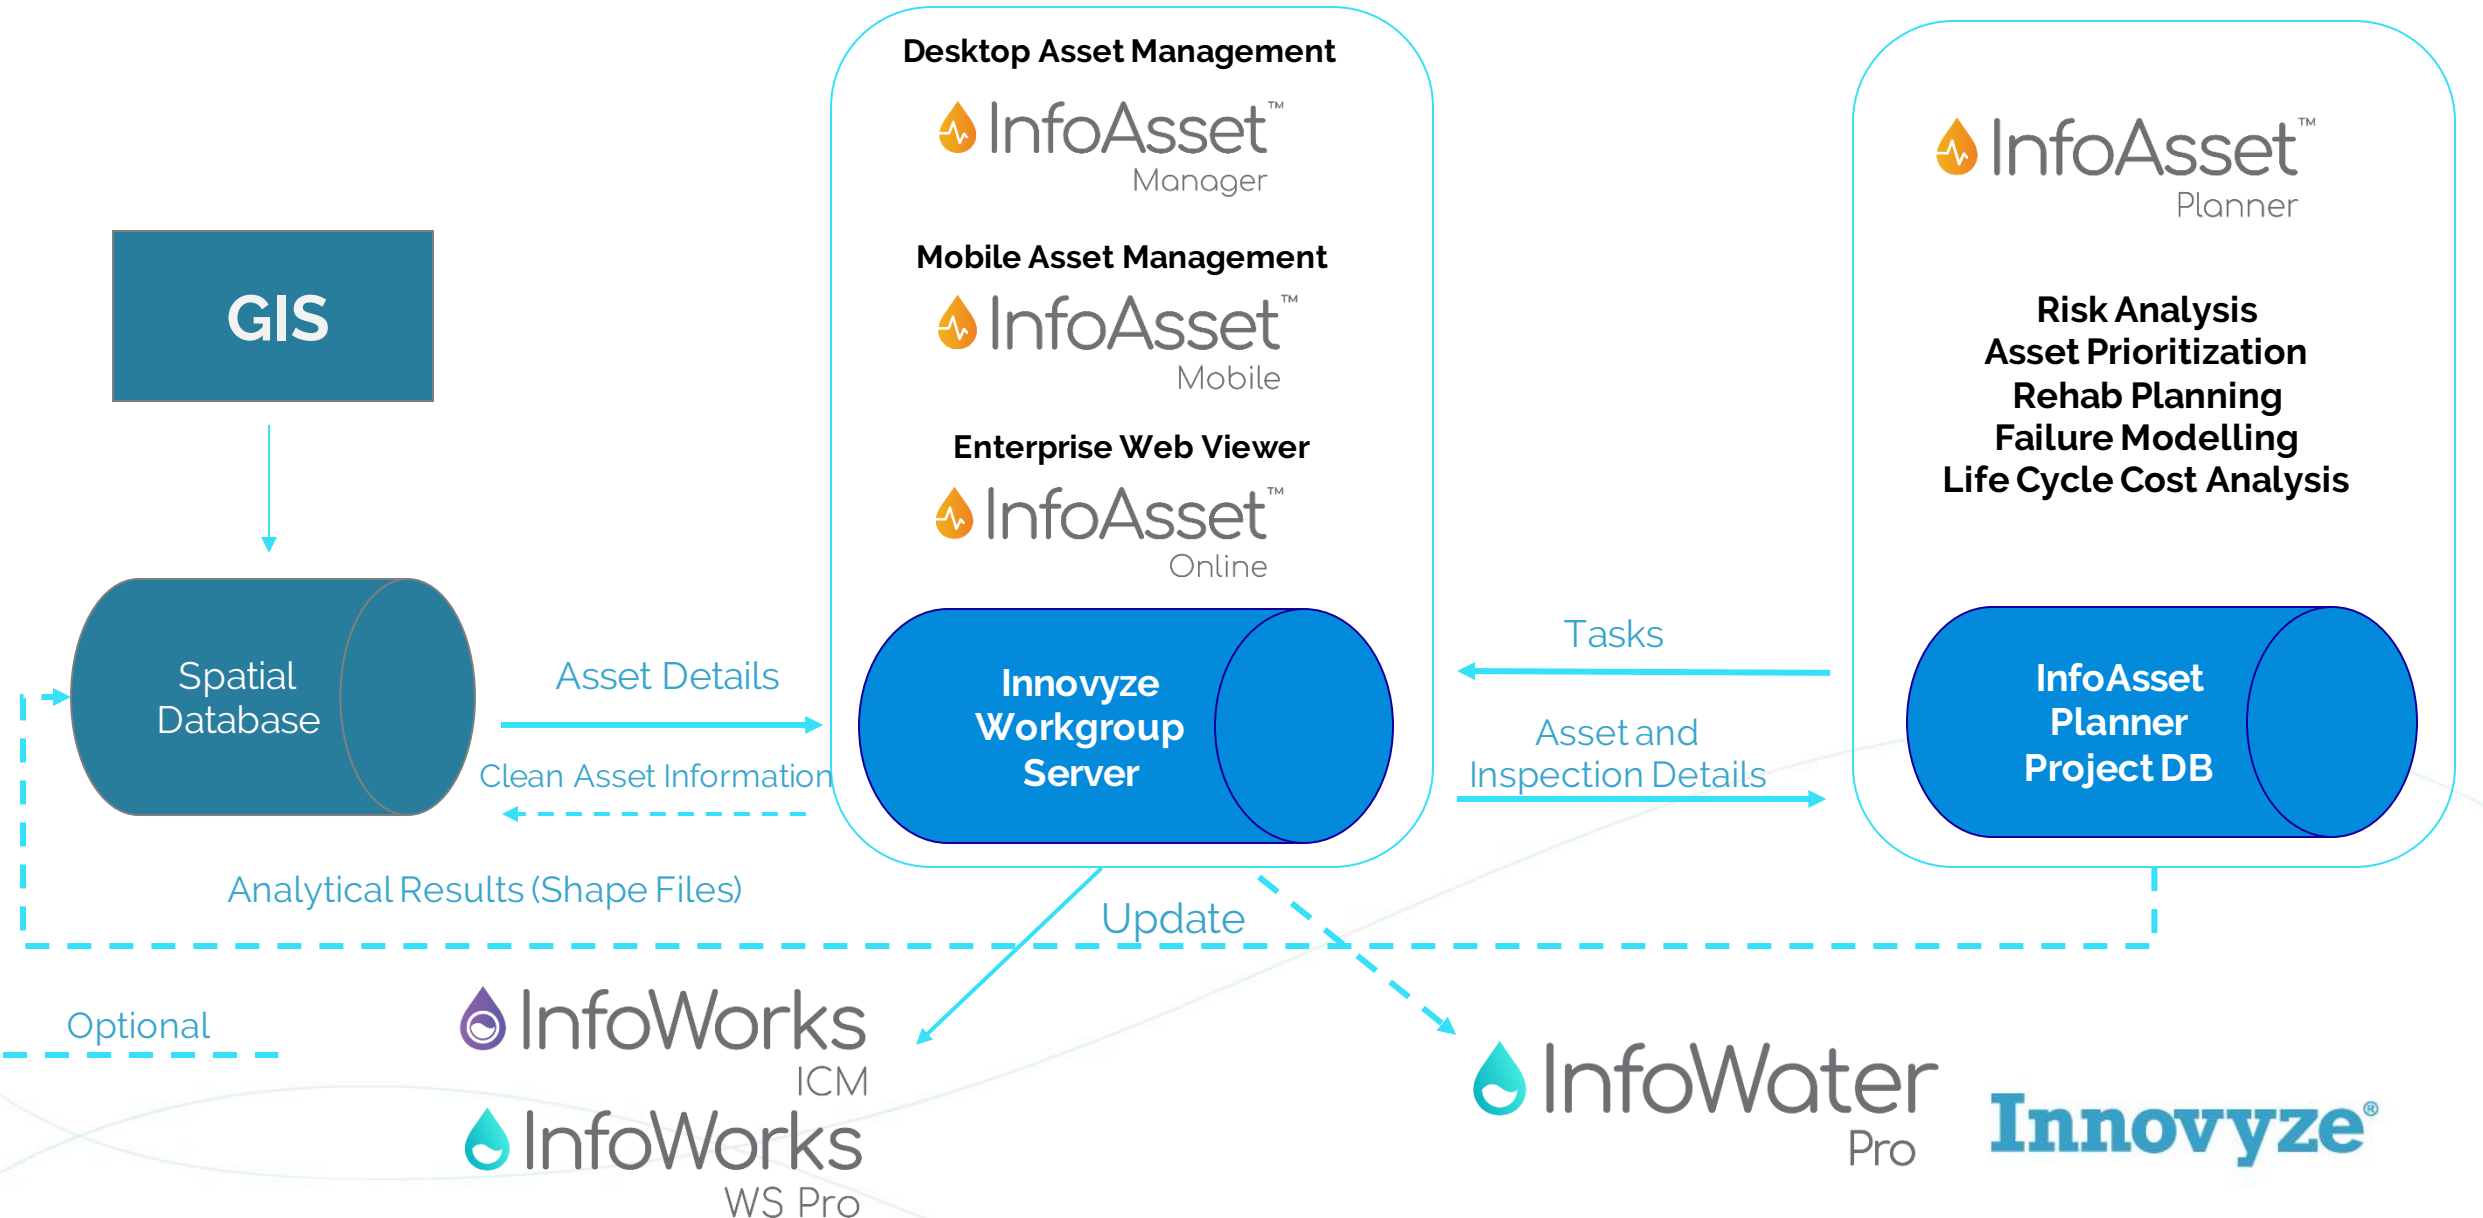 Desktop Asset Management
InfoAsset™
Manager
Mobile Asset Management
InfoAsset™
Mobile
Enterprise Web Viewer
InfoAsset™
Online
Innovyze
Workgroup
Server
GIS
Spatial
Database
Asset Details
Clean Asset Information
InfoAsset™
Planner
Risk Analysis
Asset Prioritization
Rehab Planning
Failure Modelling
Life Cycle Cost Analysis
InfoAsset
Planner
Project DB
Tasks
Asset and
Inspection Details
Analytical Results (Shape Files)
Update
Optional
InfoWorks
ICM
InfoWorks
WS Pro
InfoWater
Pro
Innovyze®